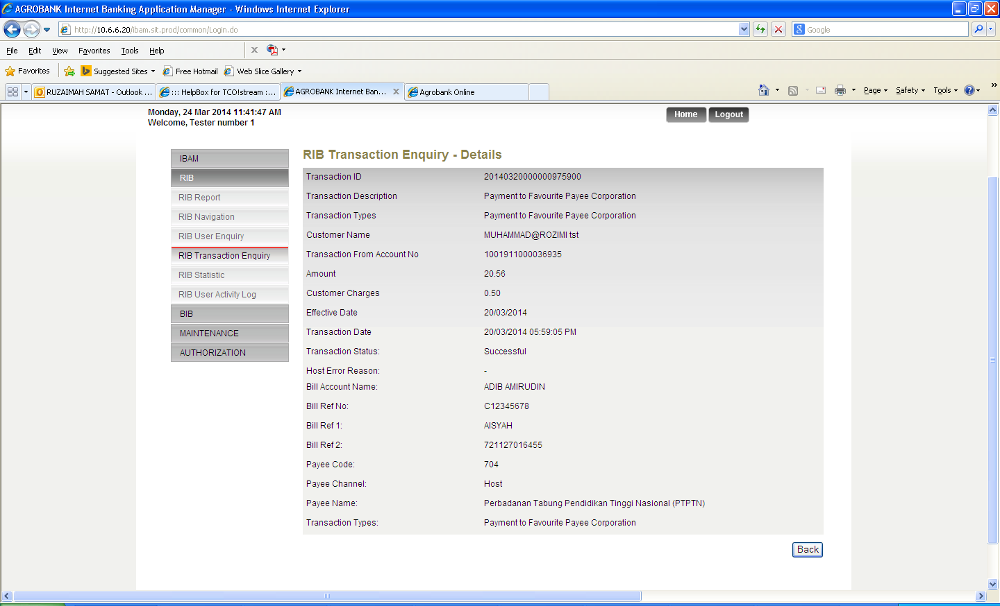 AGROBANK Internet Banking Application Manager - Windows Internet Explorer
http://10.6.6.20/ibam.sit.prod/common/Login.do
Google
File Edit View Favorites Tools Help
X
Favorites Suggested Sites Free Hotmail Web Slice Gallery
RUZAIMAH SAMAT - Outlook ... ::: HelpBox for TCO!stream :... AGROBANK Internet Ban... X Agrobank Online Page Safety Tools »
Monday, 24 Mar 2014 11:41:47 AM
Welcome, Tester number 1
Home Logout
IBAM
RIB
RIB Report
RIB Navigation
RIB User Enquiry
RIB Transaction Enquiry
RIB Statistic
RIB User Activity Log
BIB
MAINTENANCE
AUTHORIZATION
RIB Transaction Enquiry - Details
Transaction ID 20140320000000975900
Transaction Description Payment to Favourite Payee Corporation
Transaction Types Payment to Favourite Payee Corporation
Customer Name MUHAMMAD@ROZIMI tst
Transaction From Account No 1001911000036935
Amount 20.56
Customer Charges 0.50
Effective Date 20/03/2014
Transaction Date 20/03/2014 05:59:05 PM
Transaction Status: Successful
Host Error Reason: -
Bill Account Name: ADIB AMIRUDIN
Bill Ref No: C12345678
Bill Ref 1: AISYAH
Bill Ref 2: 721127016455
Payee Code: 704
Payee Channel: Host
Payee Name: Perbadanan Tabung Pendidikan Tinggi Nasional (PTPTN)
Transaction Types: Payment to Favourite Payee Corporation
Back